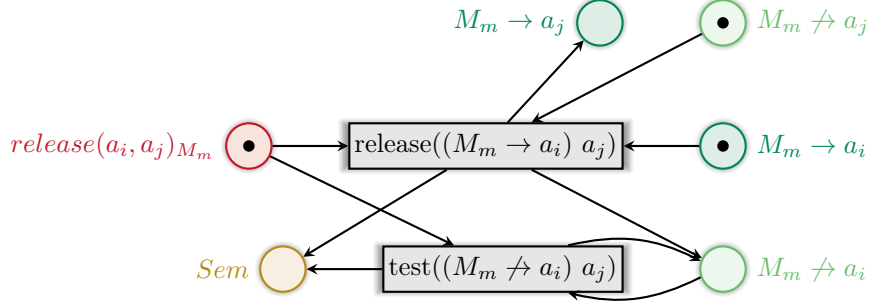 M_m → a_j
M_m ↛ a_j
release(a_i, a_j)_{M_m}
release((M_m → a_i) a_j)
M_m → a_i
Sem
test((M_m ↛ a_i) a_j)
M_m ↛ a_i